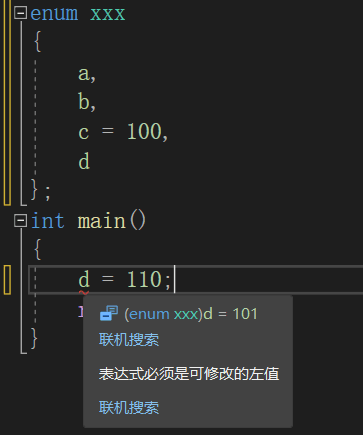 enum xxx
{
a,
b,
c = 100,
d
};
int main()
{
d = 110;
(enum xxx)d = 101
联机搜索
表达式必须是可修改的左值
联机搜索
}